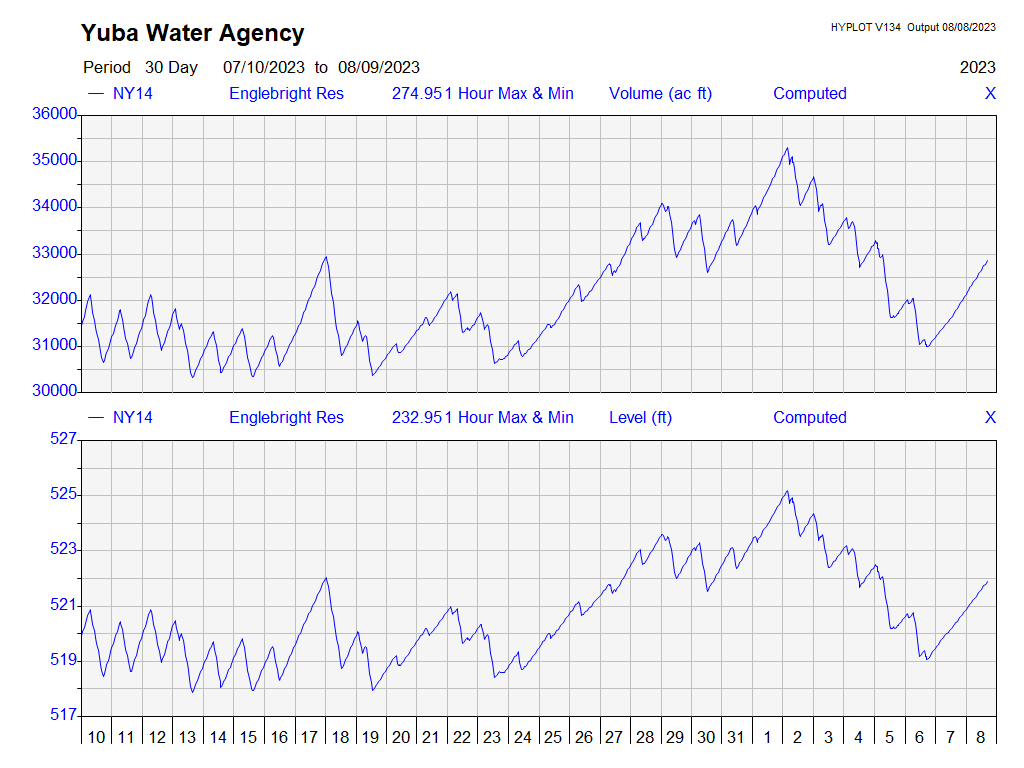 Yuba Water Agency
HYPLOT V134 Output 08/08/2023
Period 30 Day 07/10/2023 to 08/09/2023 2023
NY14 Englebright Res 274.951 Hour Max & Min Volume (ac ft) Computed X
36000
35000
34000
33000
32000
31000
30000
NY14 Englebright Res 232.951 Hour Max & Min Level (ft) Computed X
527
525
523
521
519
517
10 11 12 13 14 15 16 17 18 19 20 21 22 23 24 25 26 27 28 29 30 31 1 2 3 4 5 6 7 8